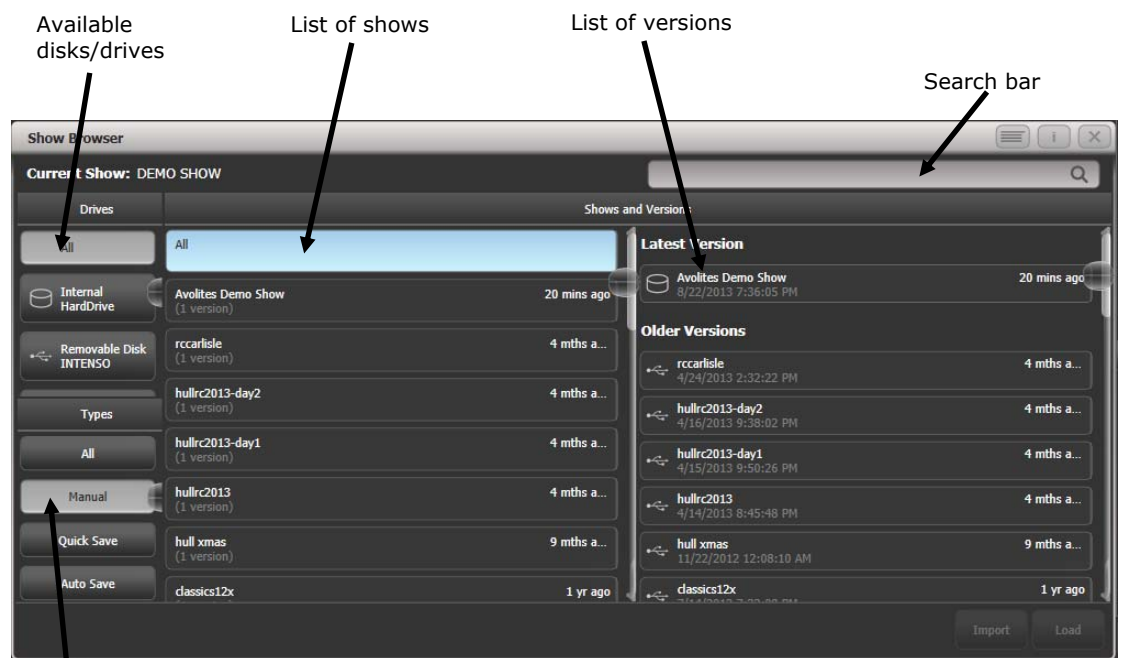 Available
disks/drives
List of shows
List of versions
Search bar
Show Browser
Current Show: DEMO SHOW
Drives
Shows and Versions
All
Internal
HardDrive
Removable Disk
INTENSO
Types
All
Manual
Quick Save
Auto Save
All
Avolites Demo Show 20 mins ago
(1 version)
rccarlisle 4 mths a...
(1 version)
hullrc2013-day2 4 mths a...
(1 version)
hullrc2013-day1 4 mths a...
(1 version)
hullrc2013 4 mths a...
(1 version)
hull xmas 9 mths a...
(1 version)
classics12x 1 yr ago
Latest Version
Avolites Demo Show 20 mins ago
8/22/2013 7:36:05 PM
Older Versions
rccarlisle 4 mths a...
4/24/2013 2:32:22 PM
hullrc2013-day2 4 mths a...
4/16/2013 9:38:02 PM
hullrc2013-day1 4 mths a...
4/15/2013 9:50:26 PM
hullrc2013 4 mths a...
4/14/2013 8:45:48 PM
hull xmas 9 mths a...
11/22/2012 12:08:10 AM
classics12x 1 yr ago
Import Load